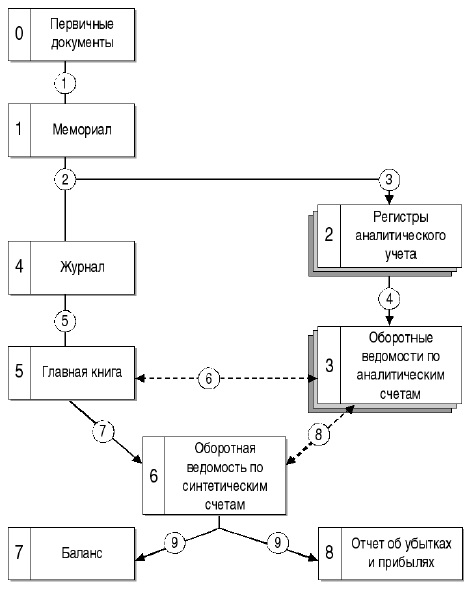 0
Первичные
документы
1
1
Мемориал
2
3
2
Регистры
аналитического
учета
4
Журнал
4
5
3
Оборотные
ведомости по
аналитическим
счетам
5
Главная книга
6
7
8
6
Оборотная
ведомость по
синтетическим
счетам
9
9
7
Баланс
8
Отчет об убытках
и прибылях